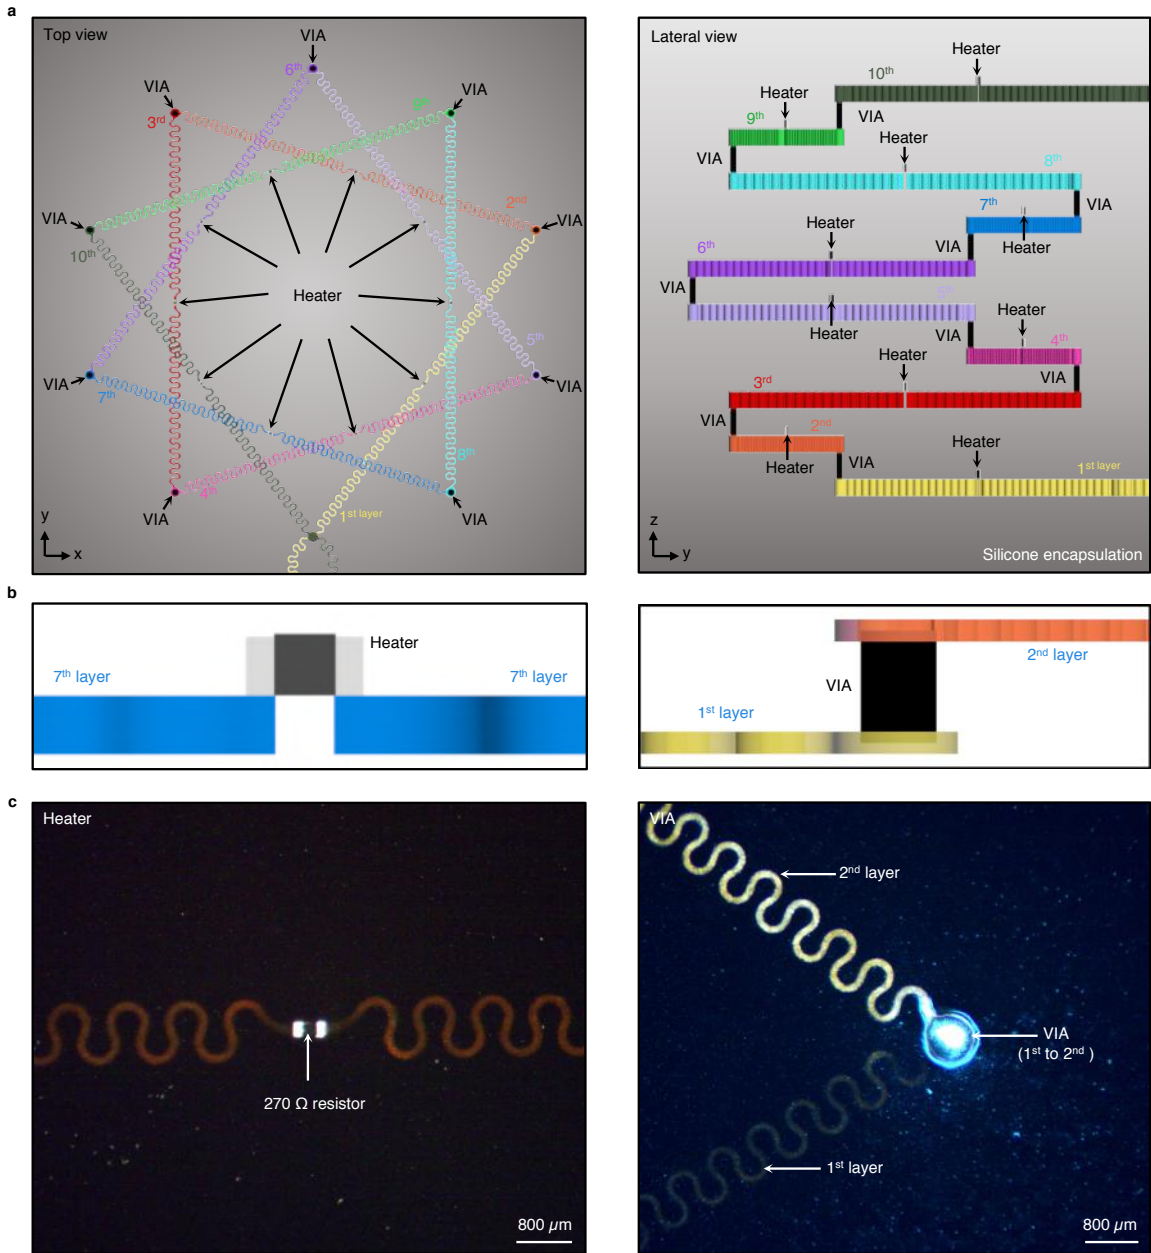 a
Top view
VIA
6th
VIA
9th
VIA
3rd
2nd
VIA
VIA
10th
Heater
5th
VIA
VIA
7th
8th
4th
VIA
VIA
1st layer
y
x
Lateral view
Heater
10th
Heater
9th
VIA
Heater
VIA
8th
7th
VIA
Heater
6th
VIA
Heater
VIA
5th
Heater
Heater
VIA
4th
Heater
VIA
3rd
VIA
2nd
Heater
Heater
VIA
1st layer
z
y
Silicone encapsulation
b
Heater
7th layer
7th layer
2nd layer
VIA
1st layer
c
Heater
270 Ω resistor
800 µm
VIA
2nd layer
VIA
(1st to 2nd )
1st layer
800 µm